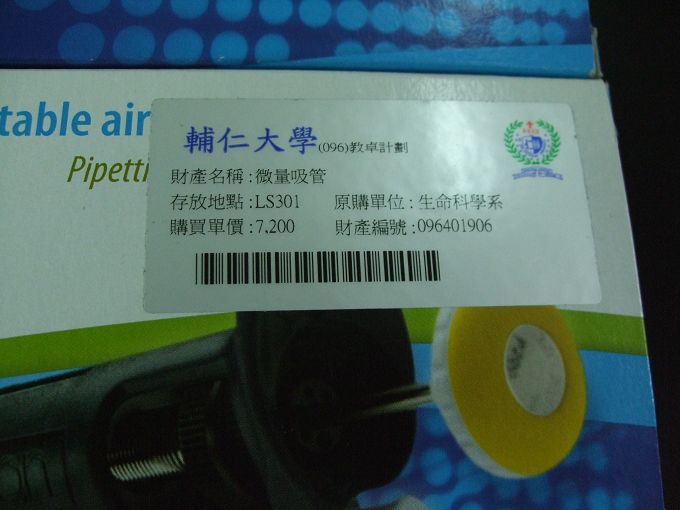 table air
Pipetti
輔仁大學(096)教卓計劃
財產名稱:微量吸管
存放地點:LS301 原購單位:生命科學系
購買單價:7,200 財產編號:096401906
on